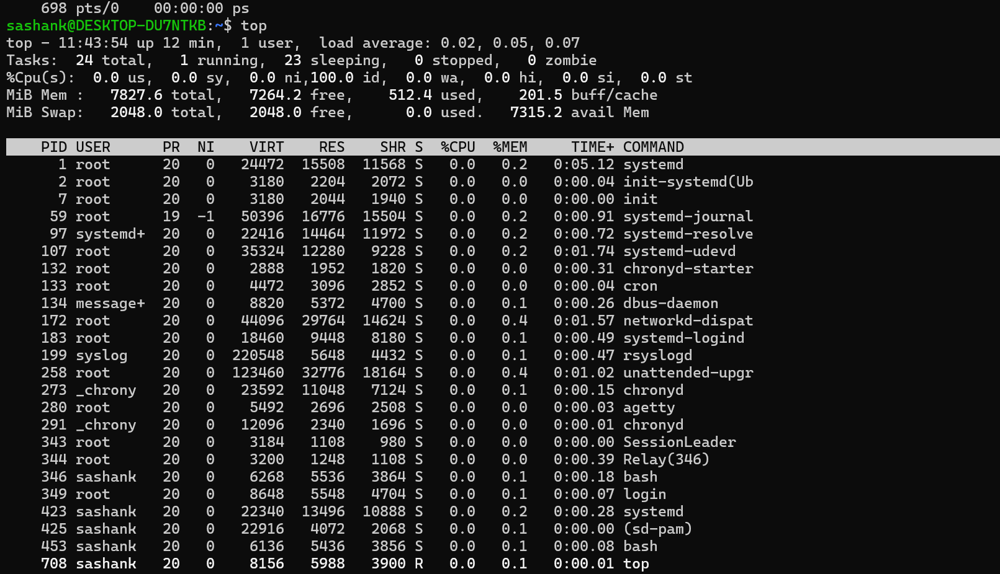 698 pts/0    00:00:00 ps
sashank@DESKTOP-DU7NTKB:~$ top
top - 11:43:54 up 12 min,  1 user,  load average: 0.02, 0.05, 0.07
Tasks:  24 total,   1 running,  23 sleeping,   0 stopped,   0 zombie
%Cpu(s):  0.0 us,  0.0 sy,  0.0 ni,100.0 id,  0.0 wa,  0.0 hi,  0.0 si,  0.0 st
MiB Mem :   7827.6 total,   7264.2 free,    512.4 used,    201.5 buff/cache
MiB Swap:   2048.0 total,   2048.0 free,      0.0 used.   7315.2 avail Mem

    PID USER      PR  NI    VIRT    RES    SHR S  %CPU  %MEM     TIME+ COMMAND
      1 root      20   0   24472  15508  11568 S   0.0   0.2   0:05.12 systemd
      2 root      20   0    3180   2204   2072 S   0.0   0.0   0:00.04 init-systemd(Ub
      7 root      20   0    3180   2044   1940 S   0.0   0.0   0:00.00 init
     59 root      19  -1   50396  16776  15504 S   0.0   0.2   0:00.91 systemd-journal
     97 systemd+  20   0   22416  14464  11972 S   0.0   0.2   0:00.72 systemd-resolve
    107 root      20   0   35324  12280   9228 S   0.0   0.2   0:01.74 systemd-udevd
    132 root      20   0    2888   1952   1820 S   0.0   0.0   0:00.31 chronyd-starter
    133 root      20   0    4472   3096   2852 S   0.0   0.0   0:00.04 cron
    134 message+  20   0    8820   5372   4700 S   0.0   0.1   0:00.26 dbus-daemon
    172 root      20   0   44096  29764  14624 S   0.0   0.4   0:01.57 networkd-dispat
    183 root      20   0   18460   9448   8180 S   0.0   0.1   0:00.49 systemd-logind
    199 syslog    20   0  220548   5648   4432 S   0.0   0.1   0:00.47 rsyslogd
    258 root      20   0  123460  32776  18164 S   0.0   0.4   0:01.02 unattended-upgr
    273 _chrony   20   0   23592  11048   7124 S   0.0   0.1   0:00.15 chronyd
    280 root      20   0    5492   2696   2508 S   0.0   0.0   0:00.03 agetty
    291 _chrony   20   0   12096   2340   1696 S   0.0   0.0   0:00.01 chronyd
    343 root      20   0    3184   1108    980 S   0.0   0.0   0:00.00 SessionLeader
    344 root      20   0    3200   1248   1108 S   0.0   0.0   0:00.39 Relay(346)
    346 sashank   20   0    6268   5536   3864 S   0.0   0.1   0:00.18 bash
    349 root      20   0    8648   5548   4704 S   0.0   0.1   0:00.07 login
    423 sashank   20   0   22340  13496  10888 S   0.0   0.2   0:00.28 systemd
    425 sashank   20   0   22916   4072   2068 S   0.0   0.1   0:00.00 (sd-pam)
    453 sashank   20   0    6136   5436   3856 S   0.0   0.1   0:00.08 bash
    708 sashank   20   0    8156   5988   3900 R   0.0   0.1   0:00.01 top